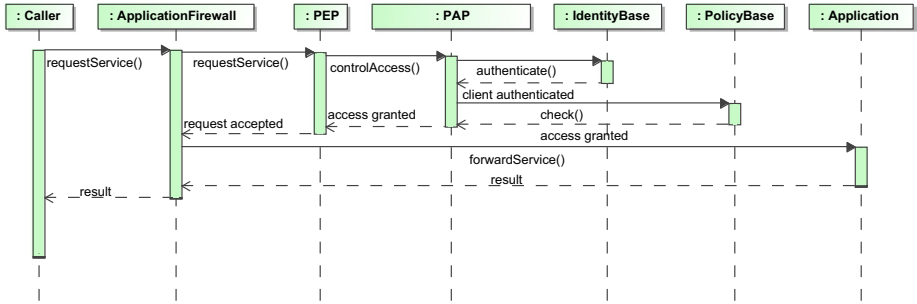 : Caller
: ApplicationFirewall
: PEP
: PAP
: IdentityBase
: PolicyBase
: Application
requestService()
requestService()
controlAccess()
authenticate()
client authenticated
check()
access granted
request accepted
access granted
forwardService()
result
result